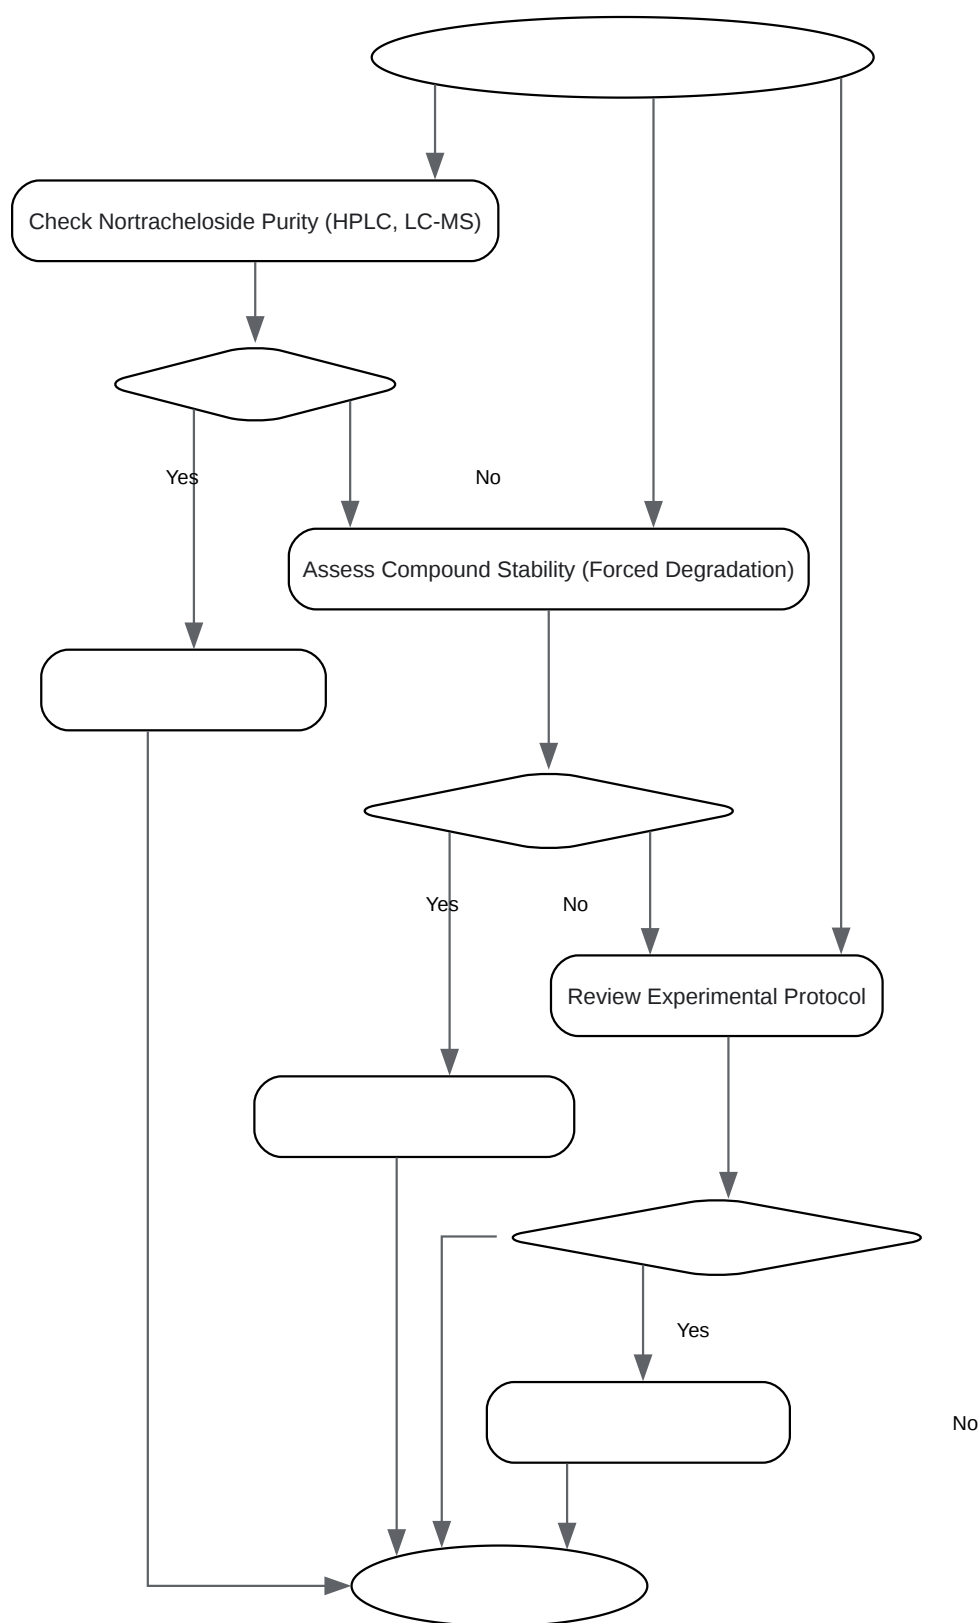 Check Nortracheloside Purity (HPLC, LC-MS)
Yes
No
Assess Compound Stability (Forced Degradation)
Yes
No
Review Experimental Protocol
Yes
No